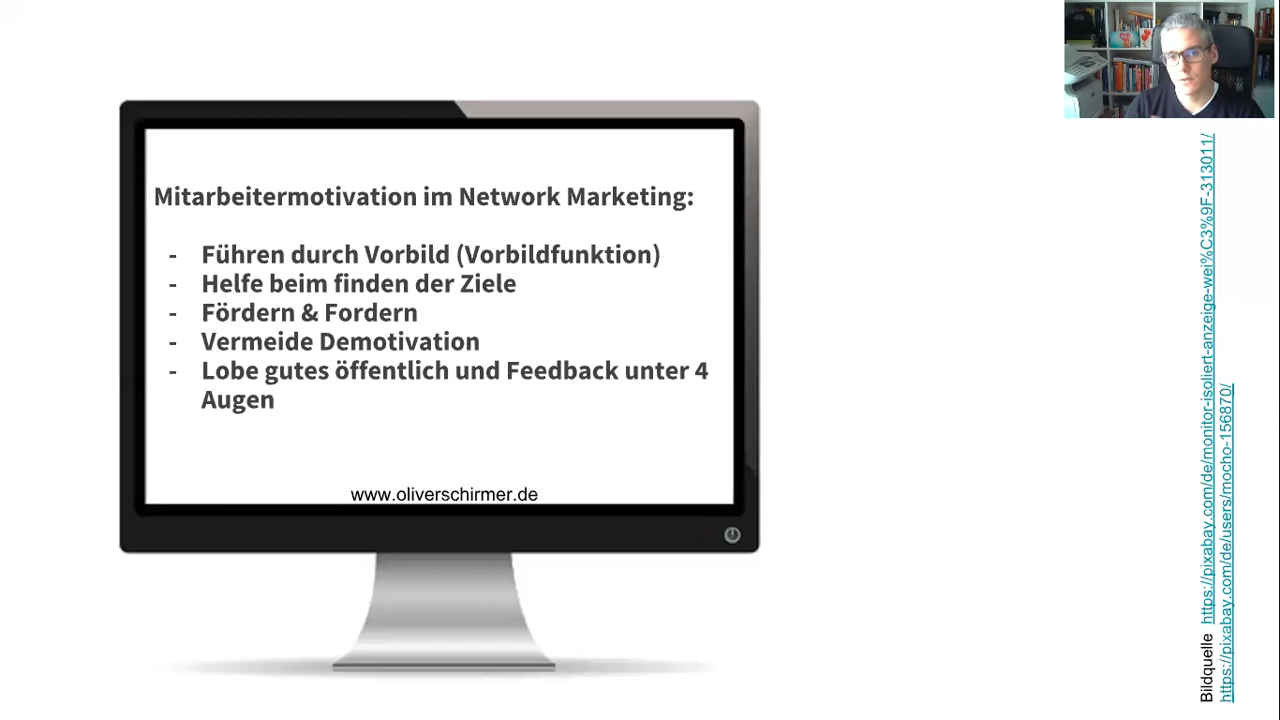 Mitarbeitermotivation im Network Marketing:
- Führen durch Vorbild (Vorbildfunktion)
- Helfe beim finden der Ziele
- Fördern & Fordern
- Vermeide Demotivation
- Lobe gutes öffentlich und Feedback unter 4
Augen
www.oliverschirmer.de
Bildquelle https://pixabay.com/de/monitor-isoliert-anzeige-wei%C3%9F-313011/
https://pixabay.com/de/users/mocho-156870/